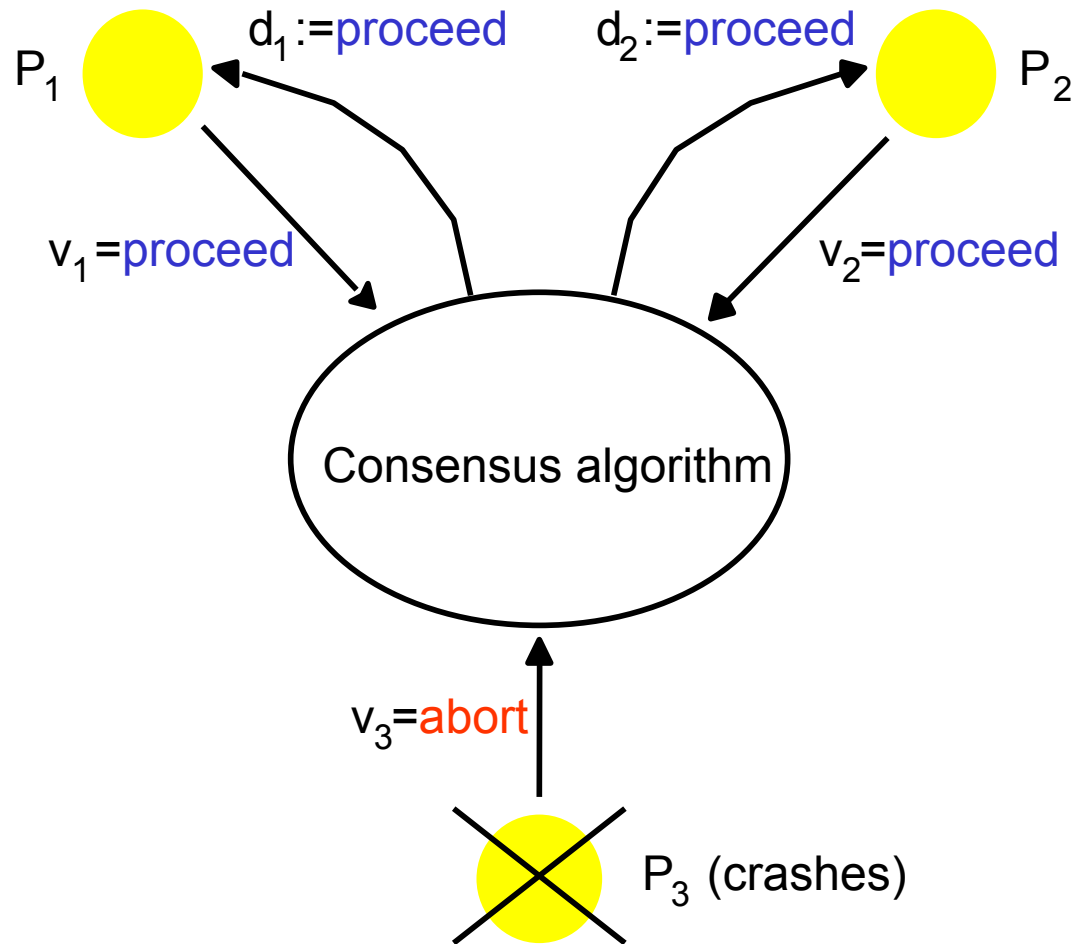 d₁:=proceed
d₂:=proceed
P₁
P₂
v₁=proceed
v₂=proceed
Consensus algorithm
v₃=abort
P₃ (crashes)